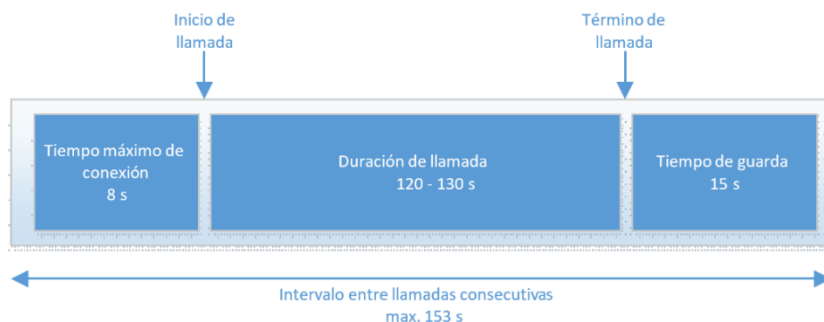 Inicio de
llamada
Término de
llamada
Tiempo máximo de
conexión
8 s
Duración de llamada
120 - 130 s
Tiempo de guarda
15 s
Intervalo entre llamadas consecutivas
max. 153 s